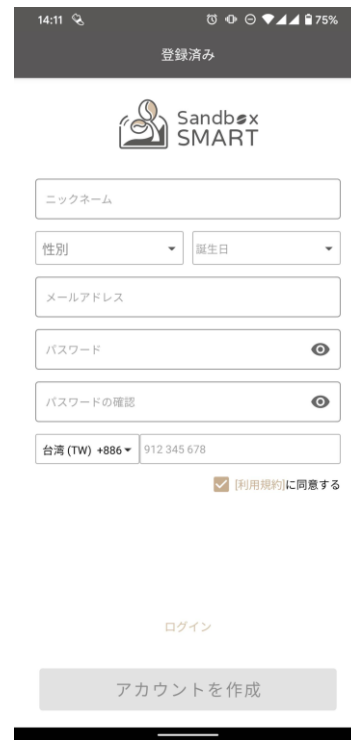 14:11 75%
登録済み
Sandbox
SMART
ニックネーム
性別 誕生日
メールアドレス
パスワード
パスワードの確認
台湾 (TW) +886 912 345 678
[利用規約]に同意する
ログイン
アカウントを作成